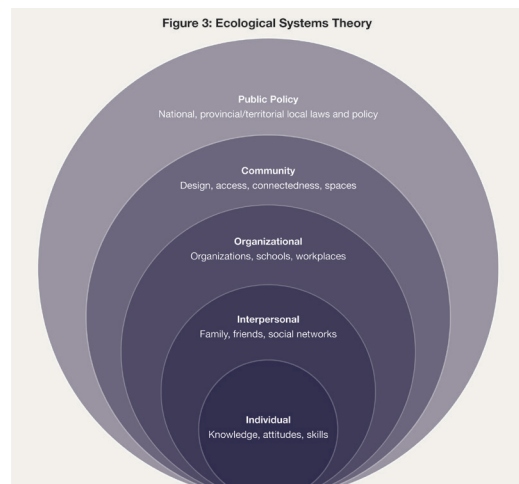 Figure 3: Ecological Systems Theory
Public Policy
National, provincial/territorial local laws and policy
Community
Design, access, connectedness, spaces
Organizational
Organizations, schools, workplaces
Interpersonal
Family, friends, social networks
Individual
Knowledge, attitudes, skills